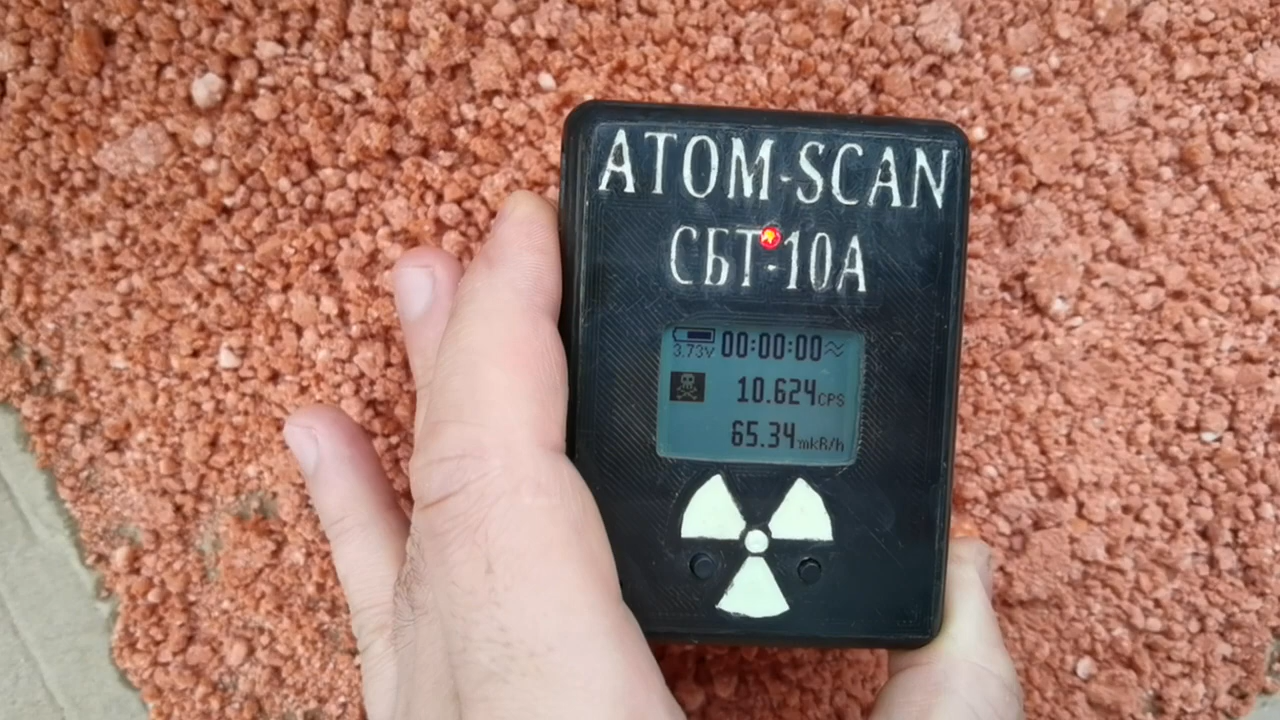 ATOM-SCAN
СБТ-10А
3.73V 00:00:00
10.624 CPS
65.34 mkR/h